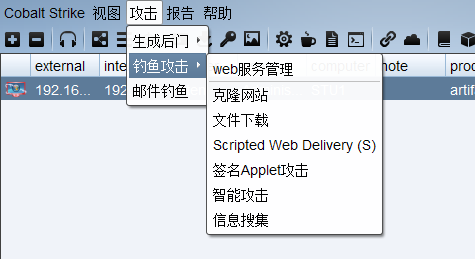 Cobalt Strike 视图 攻击 报告 帮助
生成后门
钓鱼攻击
邮件钓鱼
web服务管理
克隆网站
文件下载
Scripted Web Delivery (S)
签名Applet攻击
智能攻击
信息搜集
external inte computer note pro
192.16... 192 ST01 artif